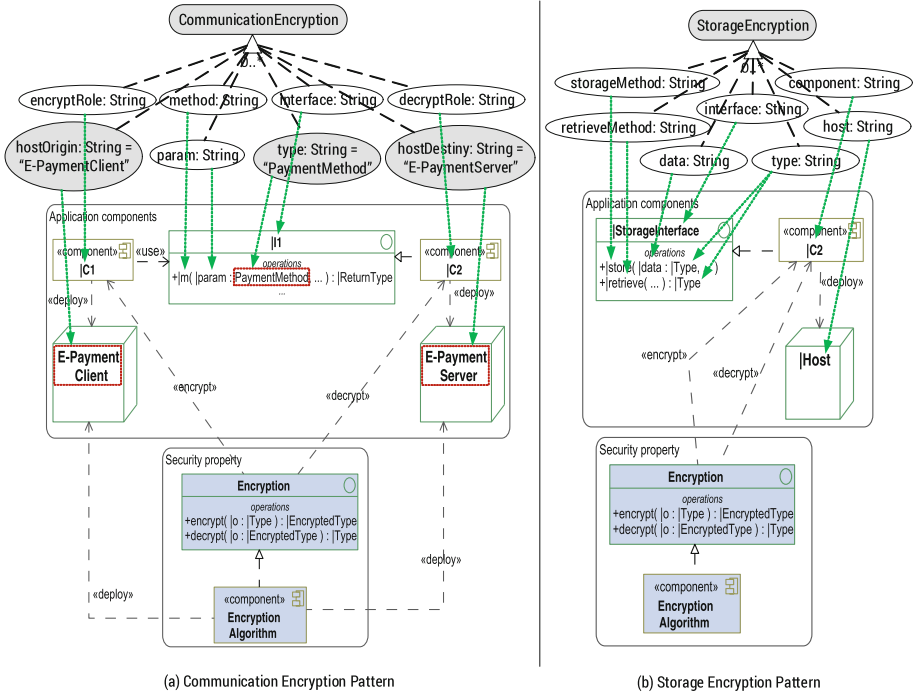 CommunicationEncryption
0..*
encryptRole: String
method: String
interface: String
decryptRole: String
hostOrigin: String =
“E-PaymentClient”
param: String
type: String =
“PaymentMethod”
hostDestiny: String =
“E-PaymentServer”
Application components
«component»
|C1
«use»
|I1
operations
+|m( |param : PaymentMethod, ... ) : |ReturnType
...
«component»
|C2
«deploy»
«deploy»
E-Payment
Client
E-Payment
Server
«encrypt»
«decrypt»
Security property
Encryption
operations
+encrypt( |o : |Type ) : |EncryptedType
+decrypt( |o : |EncryptedType ) : |Type
«deploy»
«deploy»
«component»
Encryption
Algorithm
(a) Communication Encryption Pattern
StorageEncryption
0..*
storageMethod: String
component: String
interface: String
retrieveMethod: String
host: String
data: String
type: String
Application components
|StorageInterface
operations
+|store( |data : |Type, )
+|retrieve( ... ) : |Type
«component»
|C2
«deploy»
|Host
«encrypt»
«decrypt»
Security property
Encryption
operations
+encrypt( |o : |Type ) : |EncryptedType
+decrypt( |o : |EncryptedType ) : |Type
«component»
Encryption
Algorithm
(b) Storage Encryption Pattern